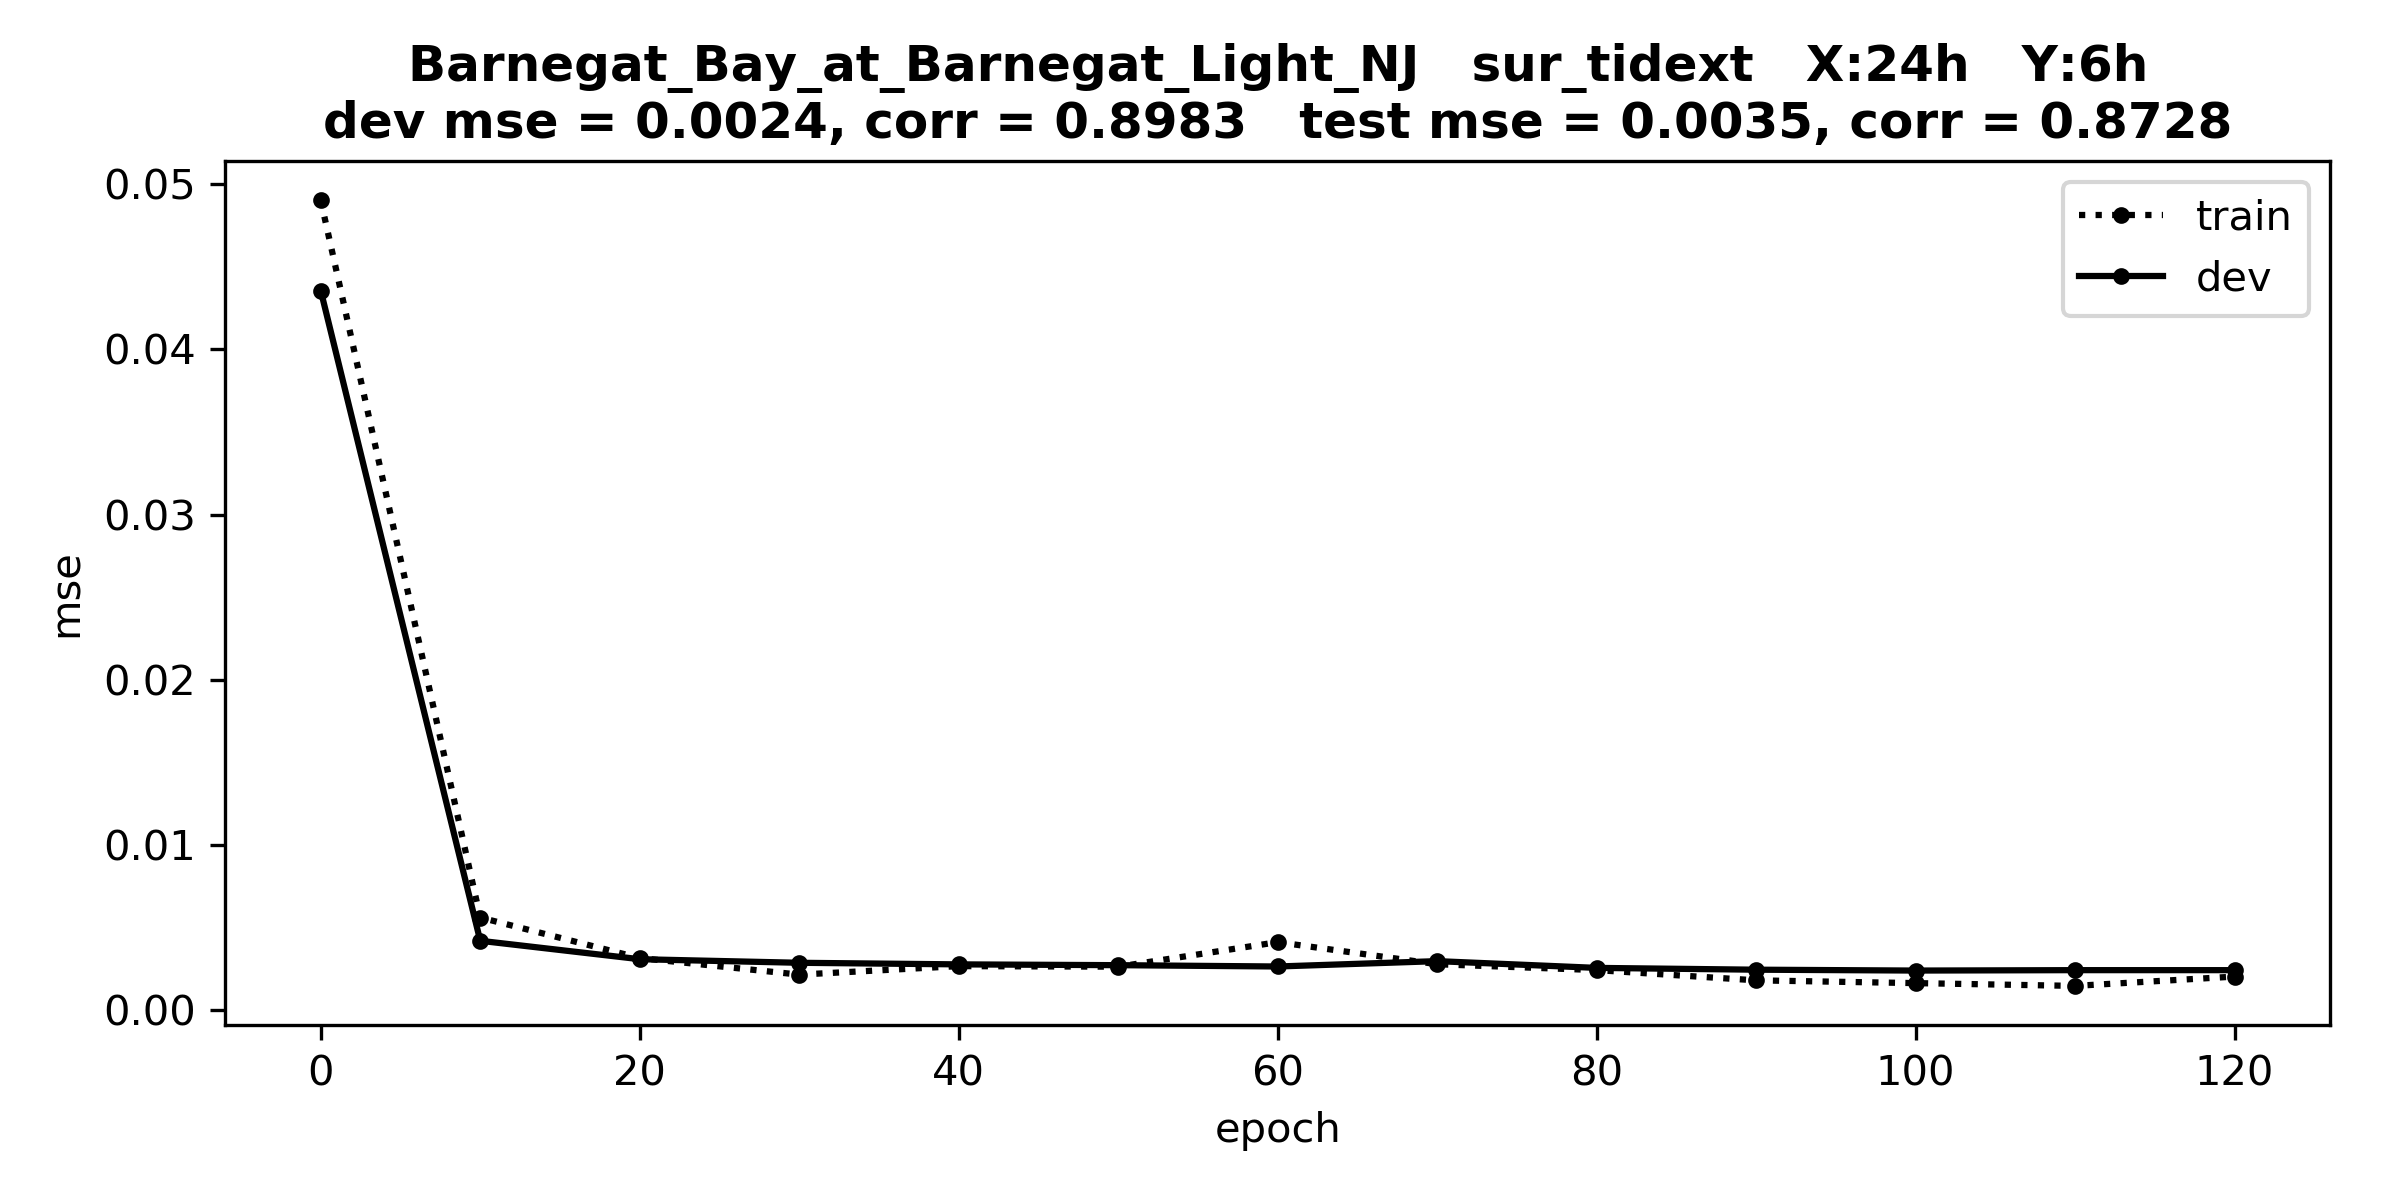 Barnegat_Bay_at_Barnegat_Light_NJ   sur_tidext   X:24h   Y:6h
dev mse = 0.0024, corr = 0.8983   test mse = 0.0035, corr = 0.8728
train
dev
0.05
0.04
0.03
0.02
0.01
0.00
mse
0 20 40 60 80 100 120
epoch